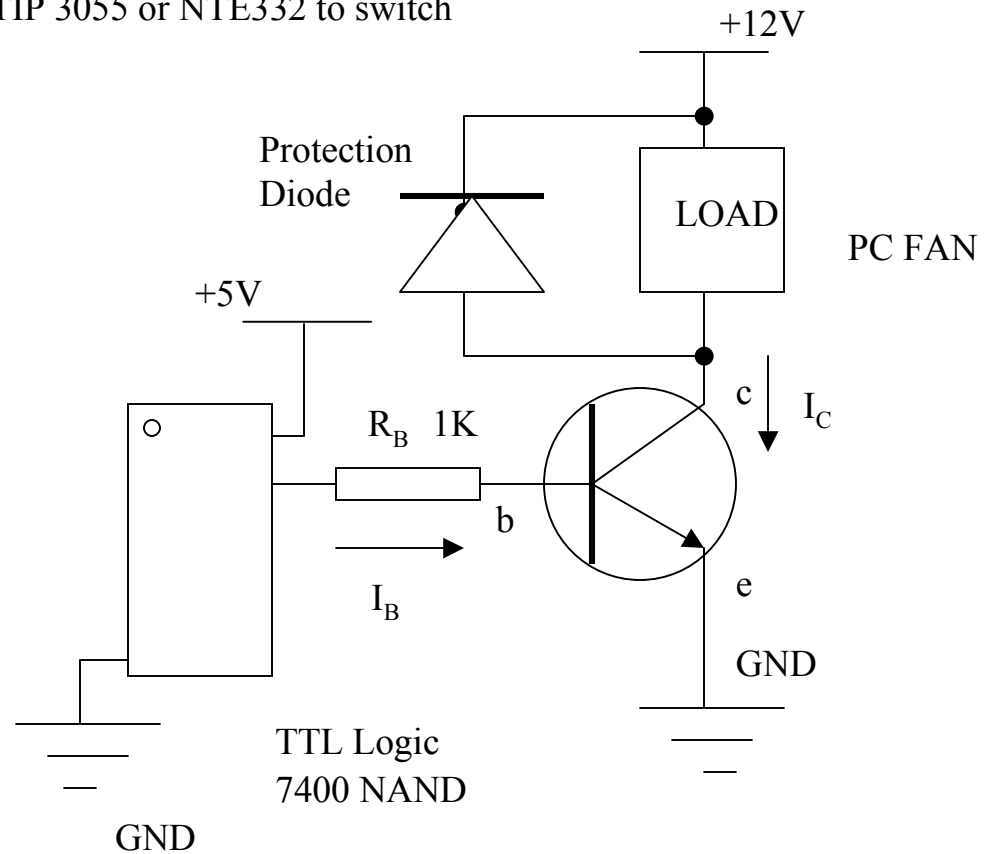 TIP 3055 or NTE332 to switch
+12V
Protection
Diode
LOAD
PC FAN
+5V
c
I_C
R_B 1K
b
I_B
e
GND
TTL Logic
7400 NAND
GND